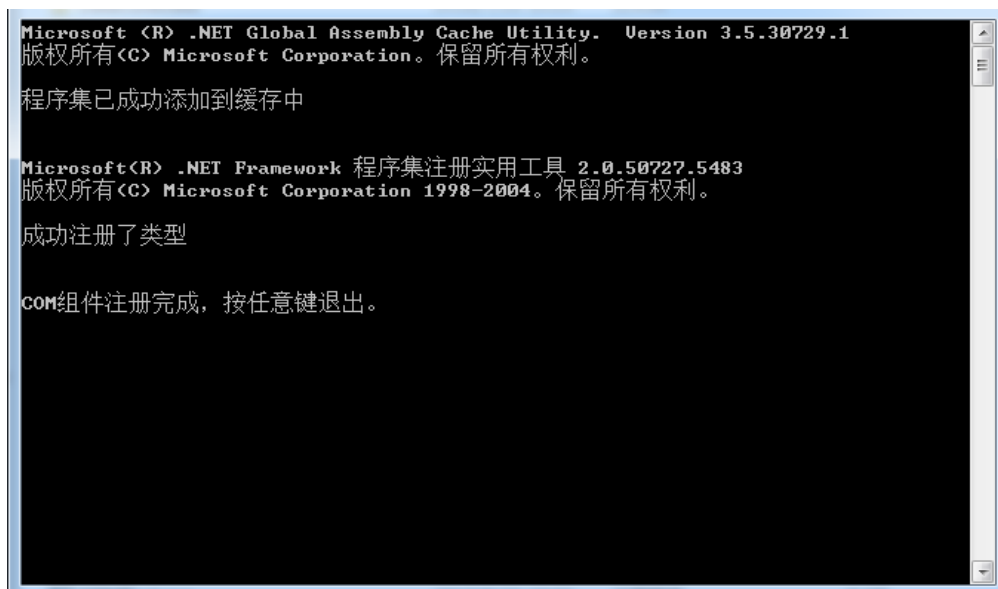 Microsoft (R) .NET Global Assembly Cache Utility.  Version 3.5.30729.1
版权所有(C) Microsoft Corporation。保留所有权利。
程序集已成功添加到缓存中
Microsoft(R) .NET Framework 程序集注册实用工具 2.0.50727.5483
版权所有(C) Microsoft Corporation 1998-2004。保留所有权利。
成功注册了类型
COM组件注册完成，按任意键退出。